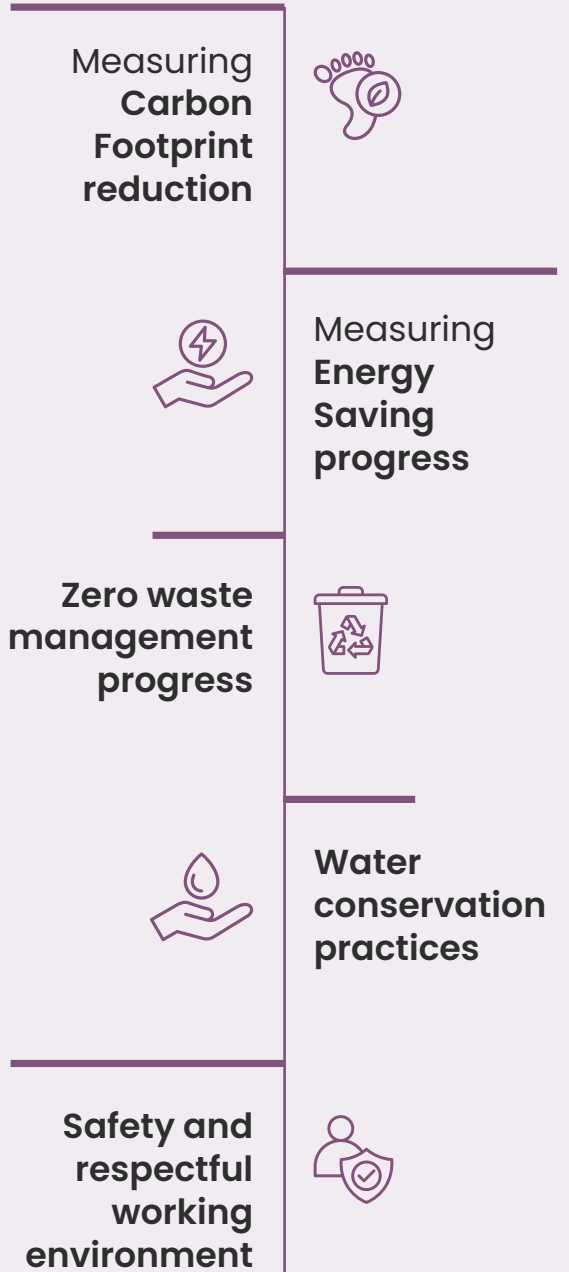 Measuring
Carbon
Footprint
reduction
Measuring
Energy
Saving
progress
Zero waste
management
progress
Water
conservation
practices
Safety and
respectful
working
environment